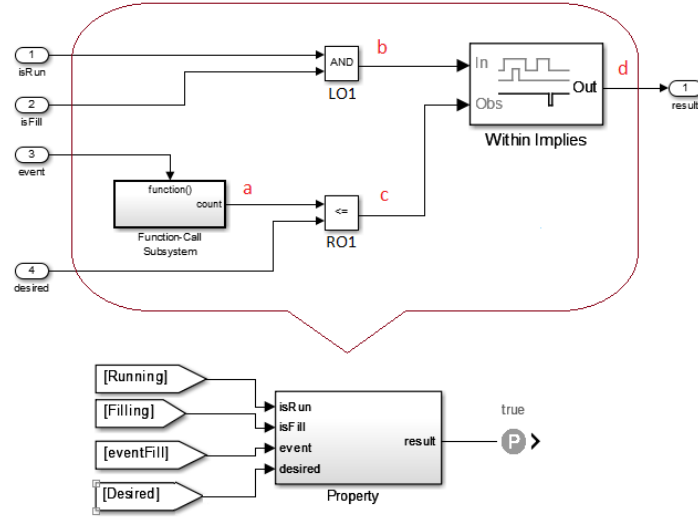 1
isRun
AND
b
LO1
2
isFill
In
Obs
Out
d
1
result
Within Implies
3
event
function()
count
a
Function-Call
Subsystem
<=
c
RO1
4
desired
[Running]
[Filling]
[eventFill]
[Desired]
isRun
isFill
event
desired
result
Property
true
P